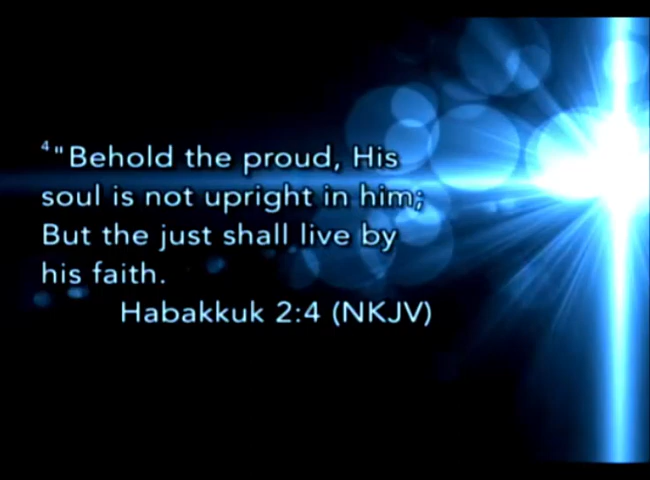 ⁴"Behold the proud, His
soul is not upright in him;
But the just shall live by
his faith.
Habakkuk 2:4 (NKJV)